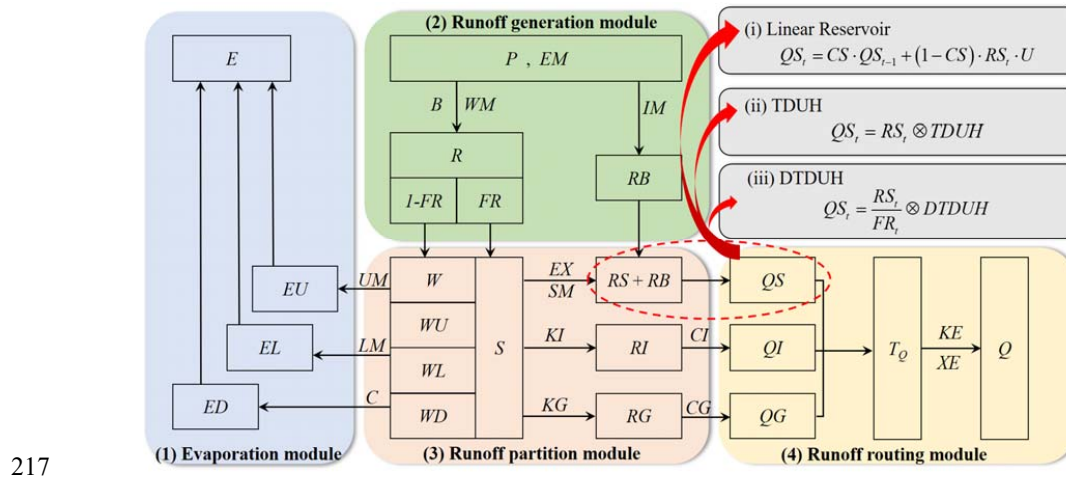 (2) Runoff generation module
E
P , EM
B
WM
IM
R
1-FR
FR
RB
(i) Linear Reservoir
QS_t = CS · QS_{t-1} + (1 − CS) · RS_t · U
(ii) TDUH
QS_t = RS_t ⊗ TDUH
(iii) DTDUH
QS_t = RS_t / FR_t ⊗ DTDUH
EU
UM
W
EX
SM
RS + RB
QS
WU
EL
LM
WL
S
KI
RI
CI
QI
T_Q
KE
XE
Q
ED
C
WD
KG
RG
CG
QG
(1) Evaporation module
(3) Runoff partition module
(4) Runoff routing module
217